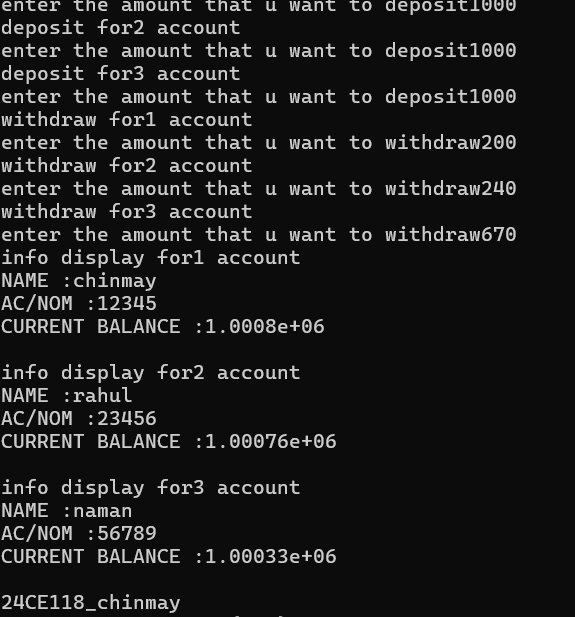 enter the amount that u want to deposit1000
deposit for2 account
enter the amount that u want to deposit1000
deposit for3 account
enter the amount that u want to deposit1000
withdraw for1 account
enter the amount that u want to withdraw200
withdraw for2 account
enter the amount that u want to withdraw240
withdraw for3 account
enter the amount that u want to withdraw670
info display for1 account
NAME :chinmay
AC/NOM :12345
CURRENT BALANCE :1.0008e+06
info display for2 account
NAME :rahul
AC/NOM :23456
CURRENT BALANCE :1.00076e+06
info display for3 account
NAME :naman
AC/NOM :56789
CURRENT BALANCE :1.00033e+06
24CE118_chinmay